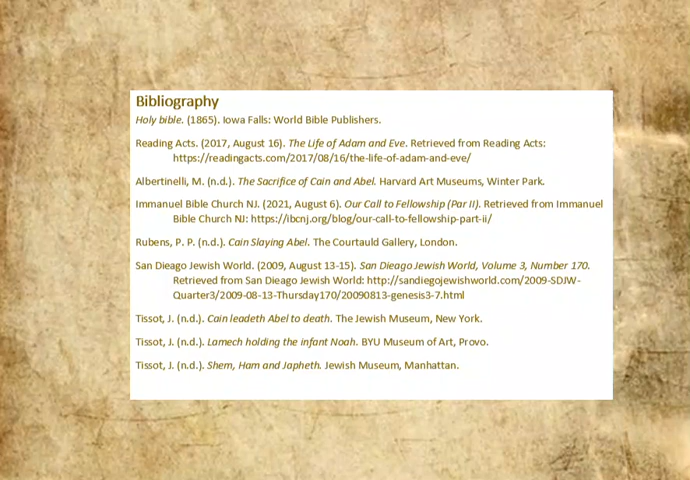 Bibliography
Holy bible. (1865). Iowa Falls: World Bible Publishers.
Reading Acts. (2017, August 16). The Life of Adam and Eve. Retrieved from Reading Acts:
https://readingacts.com/2017/08/16/the-life-of-adam-and-eve/
Albertinelli, M. (n.d.). The Sacrifice of Cain and Abel. Harvard Art Museums, Winter Park.
Immanuel Bible Church NJ. (2021, August 6). Our Call to Fellowship (Par II). Retrieved from Immanuel
Bible Church NJ: https://ibcnj.org/blog/our-call-to-fellowship-part-ii/
Rubens, P. P. (n.d.). Cain Slaying Abel. The Courtauld Gallery, London.
San Dieago Jewish World. (2009, August 13-15). San Dieago Jewish World, Volume 3, Number 170.
Retrieved from San Dieago Jewish World: http://sandiegojewishworld.com/2009-SDJW-
Quarter3/2009-08-13-Thursday170/20090813-genesis3-7.html
Tissot, J. (n.d.). Cain leadeth Abel to death. The Jewish Museum, New York.
Tissot, J. (n.d.). Lamech holding the infant Noah. BYU Museum of Art, Provo.
Tissot, J. (n.d.). Shem, Ham and Japheth. Jewish Museum, Manhattan.